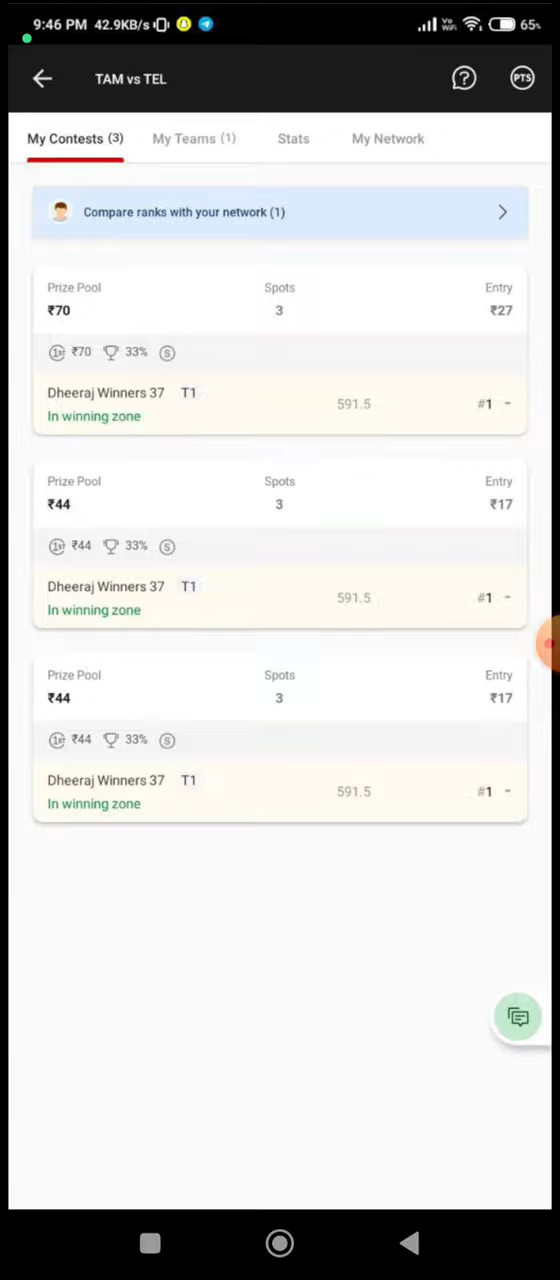 9:46 PM 42.9KB/s Vo WiFi 65%
TAM vs TEL PTS
My Contests (3) My Teams (1) Stats My Network
Compare ranks with your network (1)
Prize Pool Spots Entry
₹70 3 ₹27
1st ₹70 33% S
Dheeraj Winners 37 T1
591.5 #1 -
In winning zone
Prize Pool Spots Entry
₹44 3 ₹17
1st ₹44 33% S
Dheeraj Winners 37 T1
591.5 #1 -
In winning zone
Prize Pool Spots Entry
₹44 3 ₹17
1st ₹44 33% S
Dheeraj Winners 37 T1
591.5 #1 -
In winning zone